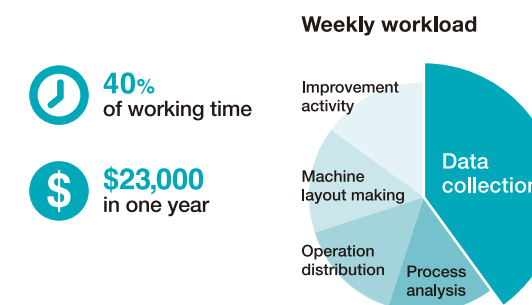 Weekly workload
40%
of working time
$
$23,000
in one year
Improvement
activity
Machine
layout making
Operation
distribution
Process
analysis
Data
collection